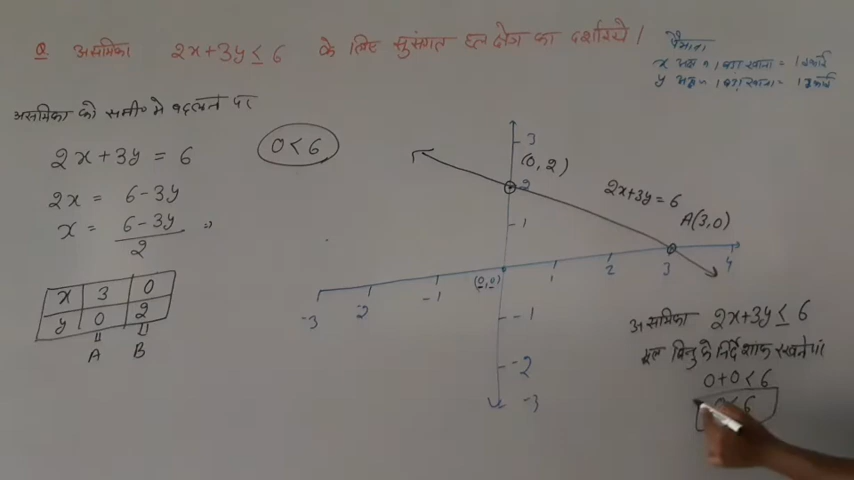 Q. असमिका 2x+3y ≤ 6 के लिए सुसंगत हल क्षेत्र का दर्शाइये।
पैमाना
x अक्ष = 1 बड़ा खाना = 1 इकाई
y अक्ष = 1 बड़ा खाना = 1 इकाई
असमिका को समी० में बदलने पर
2x + 3y = 6
2x = 6-3y
x = 6-3y / 2 ⇒
x 3 0
y 0 2
A B
0 < 6
3
(0, 2)
2
1
2x+3y = 6
A(3,0)
(0,0)
-3 -2 -1 1 2 3 4
-1
-2
-3
असमिका 2x+3y ≤ 6
मूल बिन्दु के निर्देशांक रखने पर
0+0 < 6
0 < 6